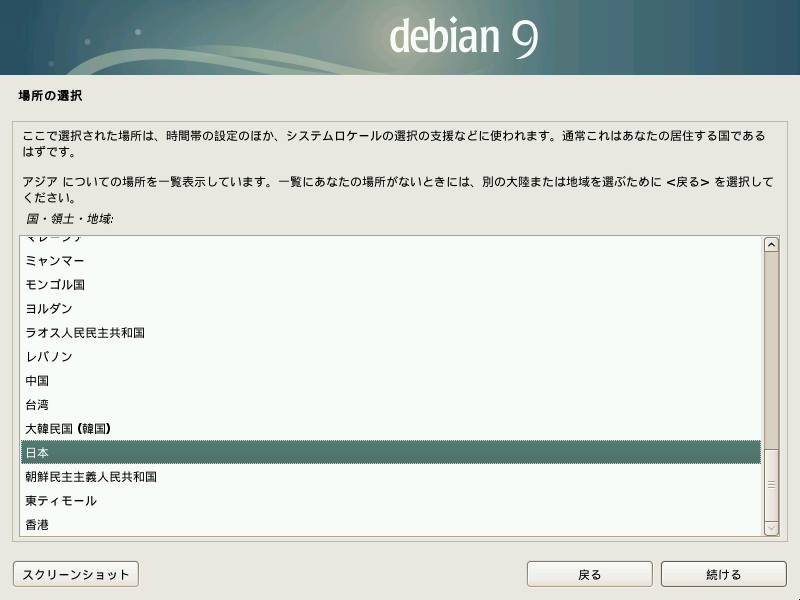 debian 9
場所の選択
ここで選択された場所は、時間帯の設定のほか、システムロケールの選択の支援などに使われます。通常これはあなたの居住する国である
はずです。
アジア についての場所を一覧表示しています。一覧にあなたの場所がないときには、別の大陸または地域を選ぶために <戻る> を選択して
ください。
国・領土・地域:
マレーシア
ミャンマー
モンゴル国
ヨルダン
ラオス人民民主共和国
レバノン
中国
台湾
大韓民国 (韓国)
日本
朝鮮民主主義人民共和国
東ティモール
香港
スクリーンショット
戻る
続ける